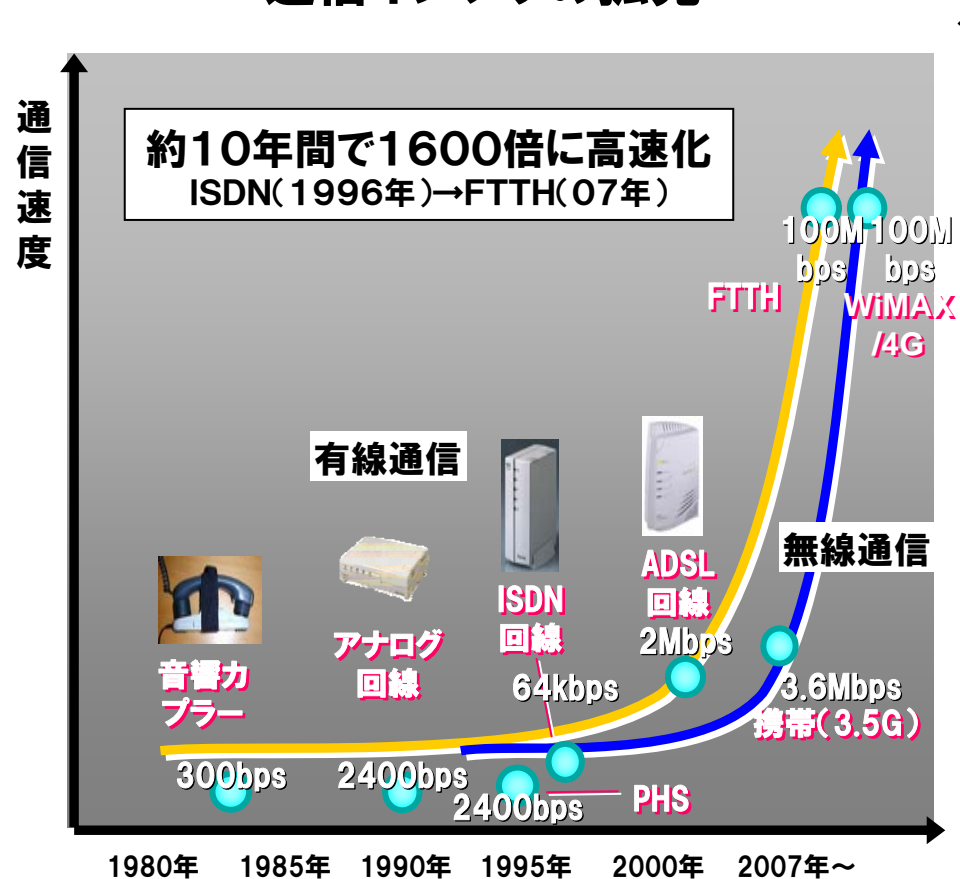 通信速度
約10年間で1600倍に高速化
ISDN(1996年)→FTTH(07年)
100M
bps
100M
bps
FTTH
WiMAX
/4G
有線通信
無線通信
ADSL
回線
2Mbps
ISDN
回線
64kbps
アナログ
回線
音響カ
プラー
3.6Mbps
携帯(3.5G)
300bps
2400bps
2400bps
PHS
1980年
1985年
1990年
1995年
2000年
2007年～